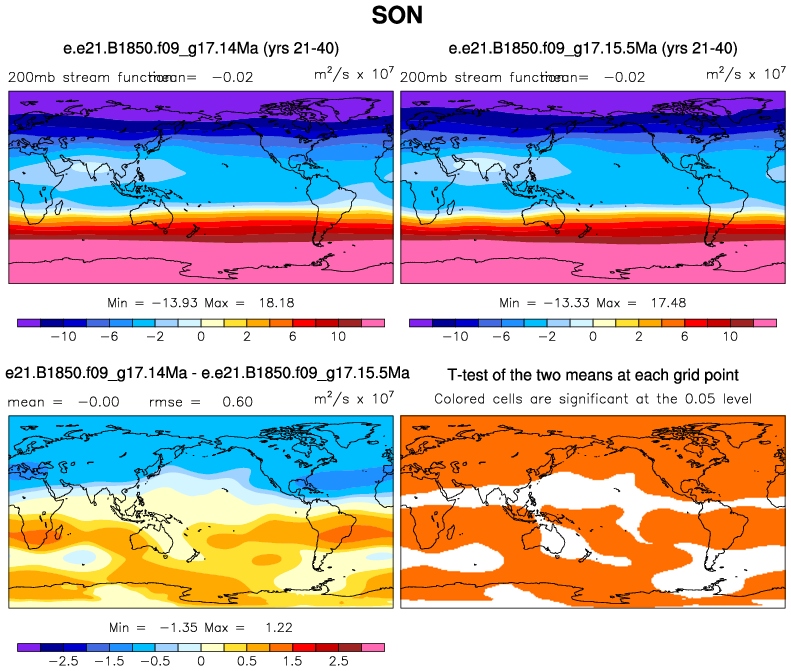 SON
e.e21.B1850.f09_g17.14Ma (yrs 21-40)
e.e21.B1850.f09_g17.15.5Ma (yrs 21-40)
200mb stream function mean= -0.02 m²/s x 10⁷
200mb stream function mean= -0.02 m²/s x 10⁷
Min = -13.93 Max = 18.18
Min = -13.33 Max = 17.48
-10 -6 -2 0 2 6 10
-10 -6 -2 0 2 6 10
e21.B1850.f09_g17.14Ma - e.e21.B1850.f09_g17.15.5Ma
T-test of the two means at each grid point
mean = -0.00 rmse = 0.60 m²/s x 10⁷
Colored cells are significant at the 0.05 level
Min = -1.35 Max = 1.22
-2.5 -1.5 -0.5 0 0.5 1.5 2.5